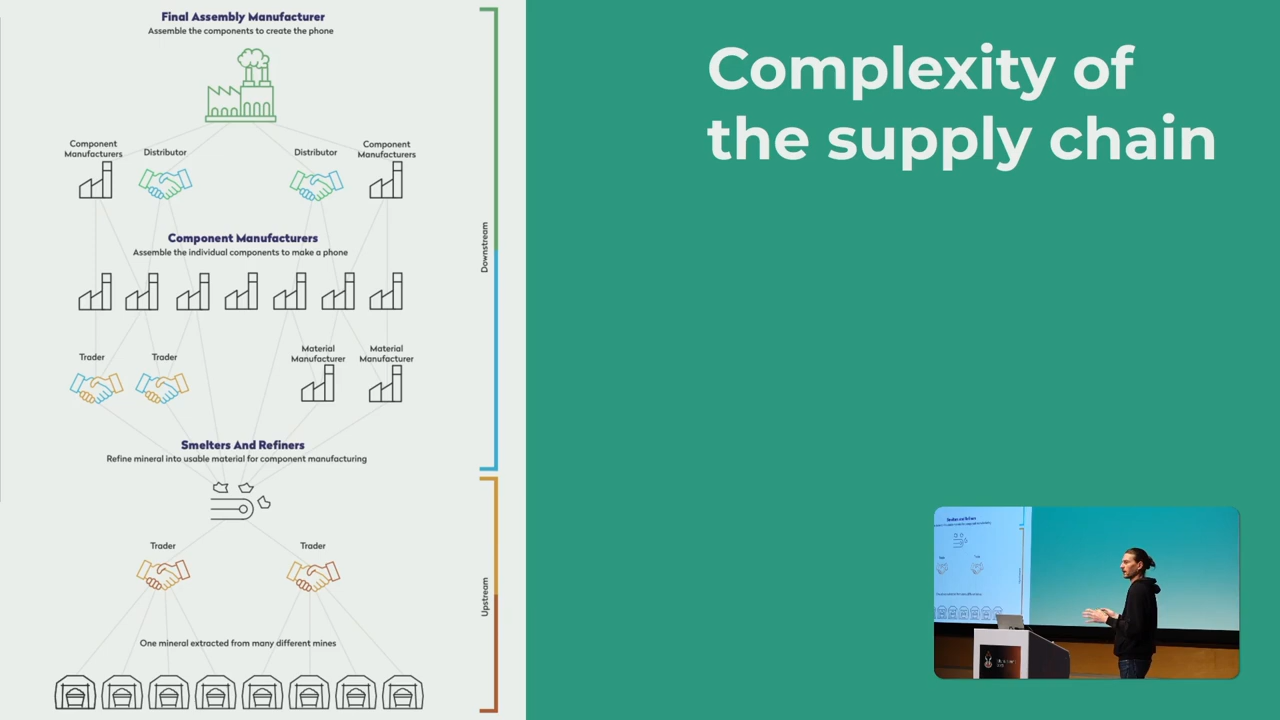 Final Assembly Manufacturer
Assemble the components to create the phone
Component
Manufacturers
Distributor
Distributor
Component
Manufacturers
Component Manufacturers
Assemble the individual components to make a phone
Downstream
Trader
Trader
Material
Manufacturer
Material
Manufacturer
Smelters And Refiners
Refine mineral into usable material for component manufacturing
Trader
Trader
Upstream
One mineral extracted from many different mines
Complexity of
the supply chain